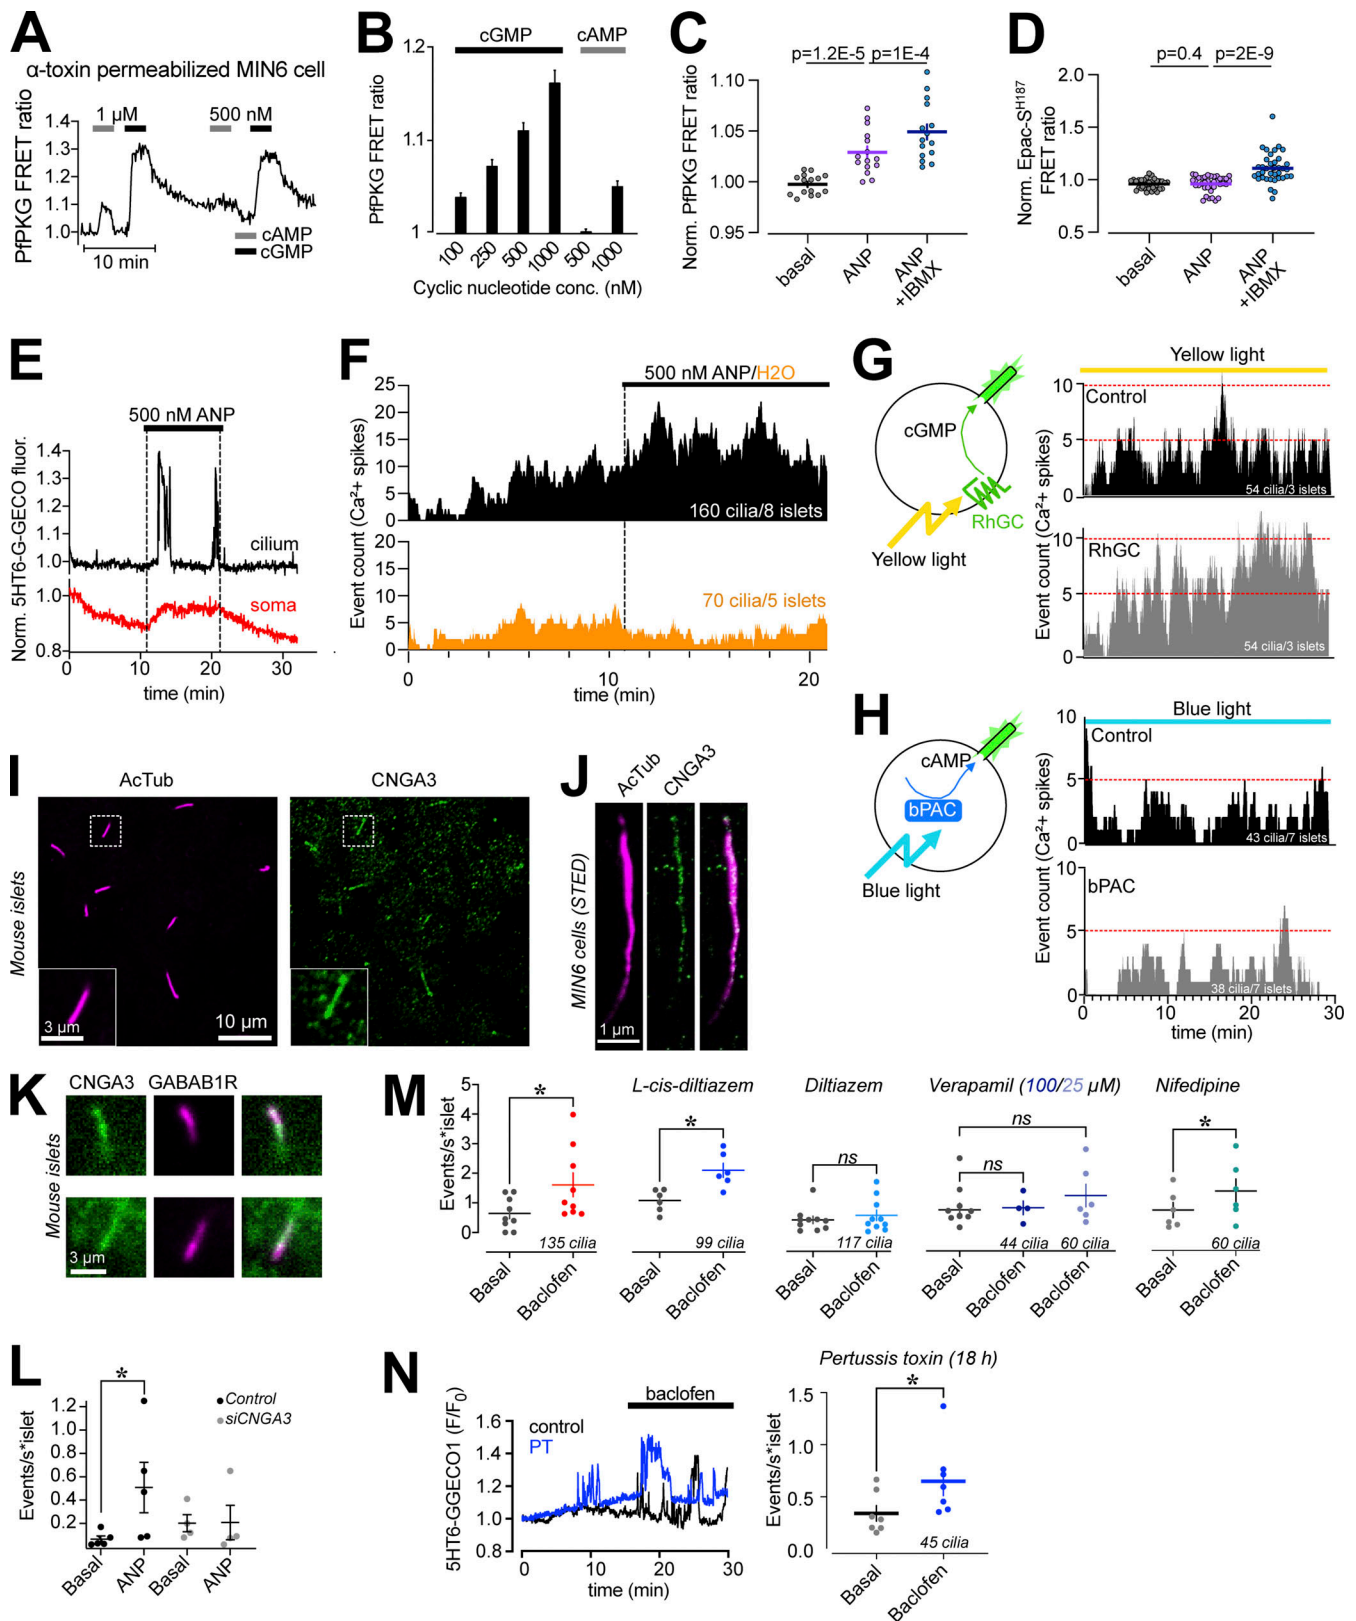 A
α-toxin permeabilized MIN6 cell
PfPKG FRET ratio
1 µM
500 nM
1.4
1.3
1.2
1.1
1.0
10 min
cAMP
cGMP
B
PfPKG FRET ratio
cGMP
cAMP
1.2
1.1
1
100
250
500
1000
500
1000
Cyclic nucleotide conc. (nM)
C
Norm. PfPKG FRET ratio
p=1.2E-5
p=1E-4
1.10
1.05
1.00
0.95
basal
ANP
ANP
+IBMX
D
Norm. Epac-S^H187
FRET ratio
p=0.4
p=2E-9
2.0
1.5
1.0
0.5
basal
ANP
ANP
+IBMX
E
Norm. 5HT6-G-GECO fluor.
500 nM ANP
1.4
1.3
1.2
1.1
1.0
cilium
1.0
soma
0.8
0
10
20
30
time (min)
F
Event count (Ca²+ spikes)
500 nM ANP/H2O
25
20
15
10
5
0
160 cilia/8 islets
20
15
10
5
0
70 cilia/5 islets
0
10
20
time (min)
G
cGMP
RhGC
Yellow light
Event count (Ca²+ spikes)
Yellow light
10
Control
5
0
54 cilia/3 islets
RhGC
10
5
0
54 cilia/3 islets
H
cAMP
bPAC
Blue light
Event count (Ca²+ spikes)
Blue light
10
Control
5
0
43 cilia/7 islets
10
bPAC
5
0
38 cilia/7 islets
0
10
20
30
time (min)
I
AcTub
CNGA3
Mouse islets
3 µm
10 µm
J
AcTub
CNGA3
MIN6 cells (STED)
1 µm
K
CNGA3
GABAB1R
Mouse islets
3 µm
M
Events/s*islet
5
4
3
2
1
0
*
135 cilia
Basal
Baclofen
L-cis-diltiazem
*
99 cilia
Basal
Baclofen
Diltiazem
ns
117 cilia
Basal
Baclofen
Verapamil (100/25 µM)
ns
ns
44 cilia
60 cilia
Basal
Baclofen
Baclofen
Nifedipine
*
60 cilia
Basal
Baclofen
L
Events/s*islet
*
Control
siCNGA3
1.2
1.0
0.8
0.6
0.4
0.2
Basal
ANP
Basal
ANP
N
5HT6-GGECO1 (F/F₀)
baclofen
control
PT
1.6
1.4
1.2
1.0
0.8
0
10
20
30
time (min)
Pertussis toxin (18 h)
Events/s*islet
*
1.5
1.0
0.5
0.0
45 cilia
Basal
Baclofen